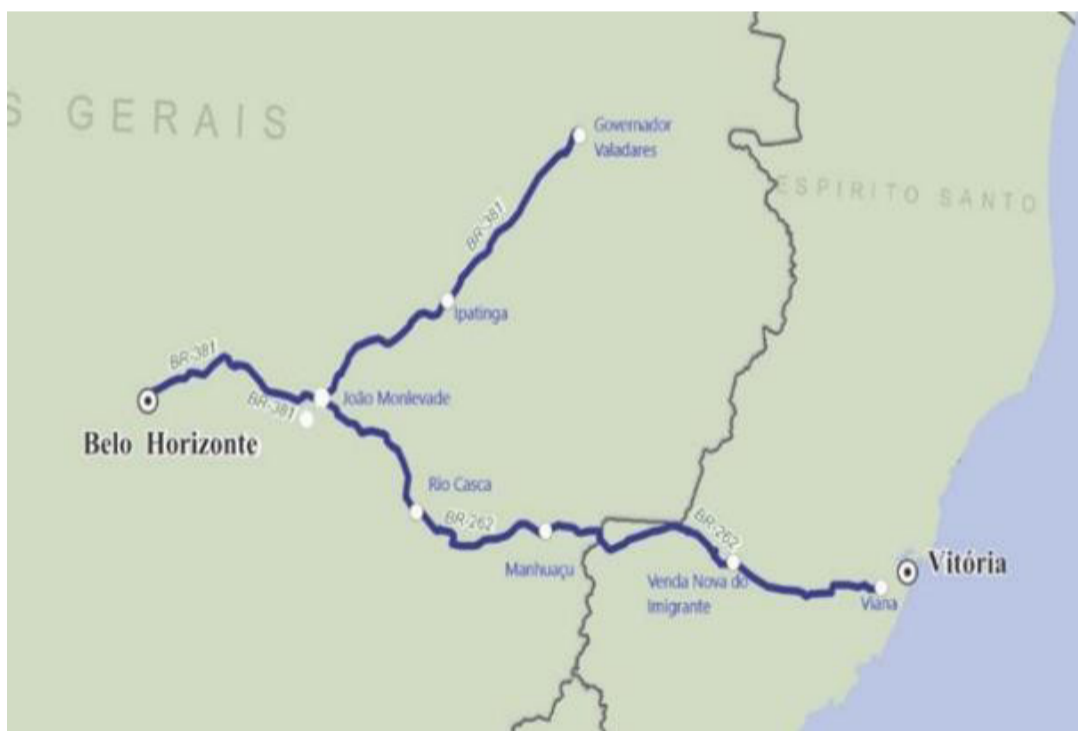 S GERAIS
Governador
Valadares
ESPIRITO SANTO
BR-381
Ipatinga
BR-381
BR-381
João Monlevade
Belo Horizonte
Rio Casca
BR-262
BR-262
Manhuaçu
Venda Nova do
Imigrante
Vitória
Viana